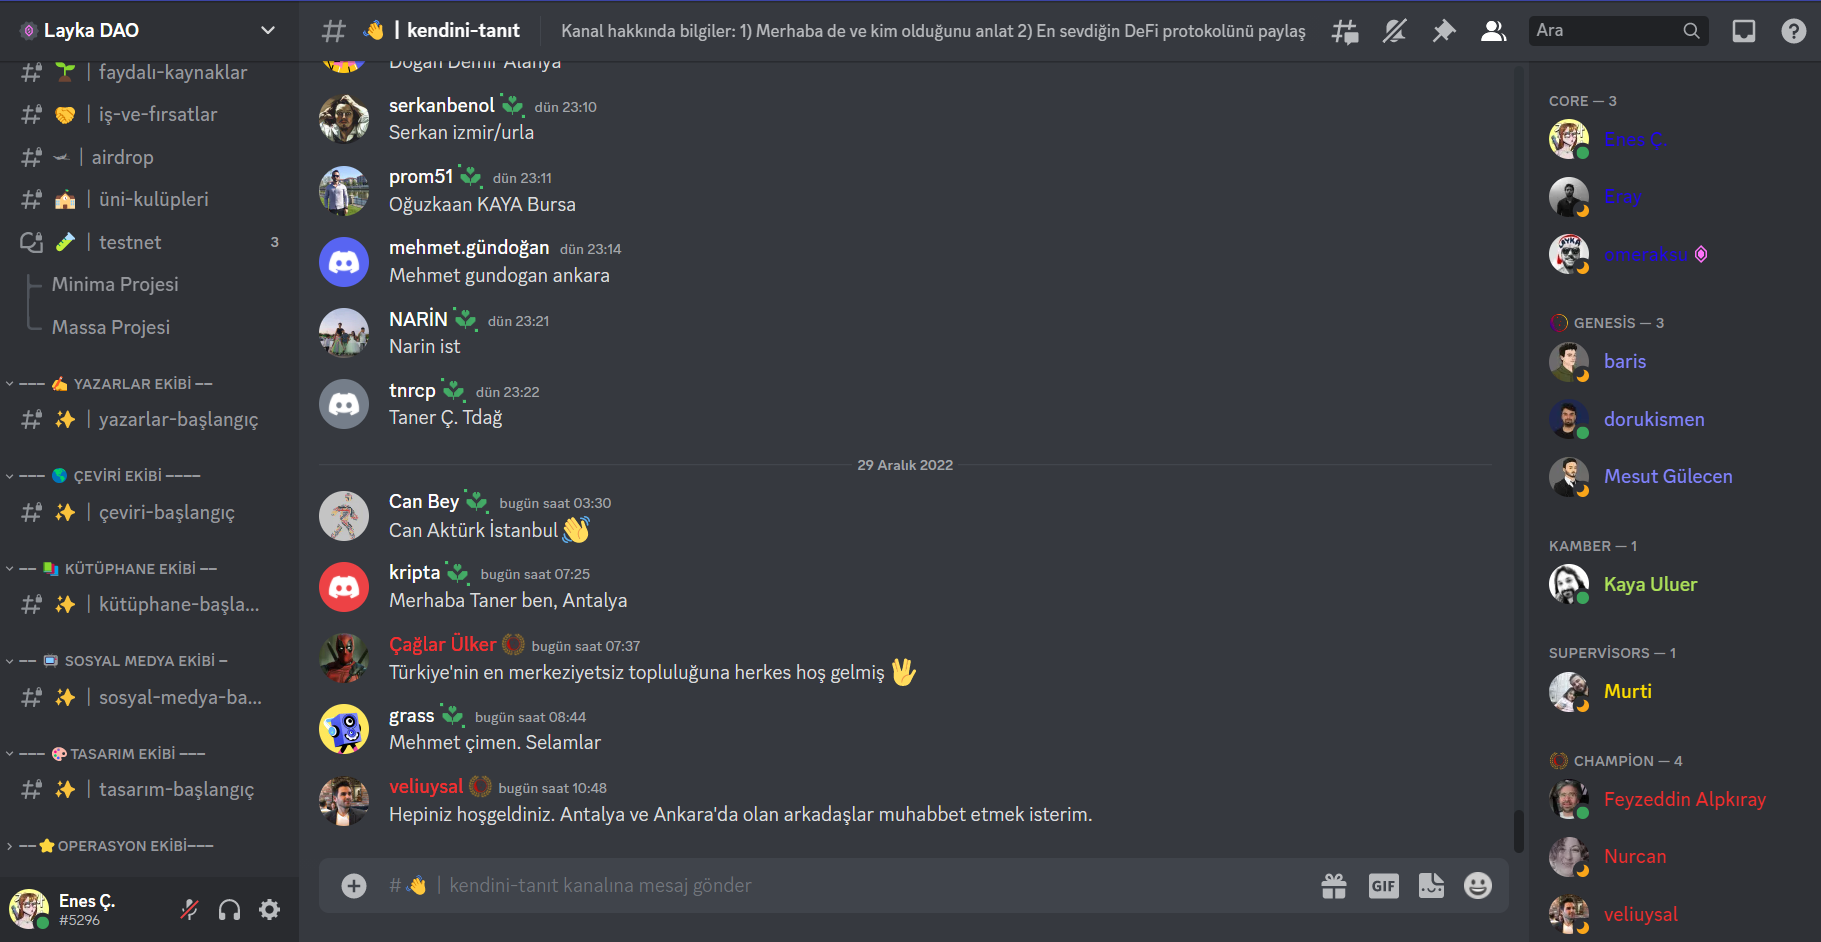 Layka DAO
faydalı-kaynaklar
iş-ve-fırsatlar
airdrop
üni-kulüpleri
testnet 3
Minima Projesi
Massa Projesi
——— YAZARLAR EKİBİ ——
yazarlar-başlangıç
——— ÇEVİRİ EKİBİ ————
çeviri-başlangıç
—— KÜTÜPHANE EKİBİ ——
kütüphane-başla...
—— SOSYAL MEDYA EKİBİ —
sosyal-medya-ba...
——— TASARIM EKİBİ ———
tasarım-başlangıç
——OPERASYON EKİBİ———
Enes Ç.
#5296
# 👋 | kendini-tanıt
Kanal hakkında bilgiler: 1) Merhaba de ve kim olduğunu anlat 2) En sevdiğin DeFi protokolünü paylaş
Ara
Doğan Demir Alanya
serkanbenol dün 23:10
Serkan izmir/urla
prom51 dün 23:11
Oğuzkaan KAYA Bursa
mehmet.gündoğan dün 23:14
Mehmet gundogan ankara
NARİN dün 23:21
Narin ist
tnrcp dün 23:22
Taner Ç. Tdağ
29 Aralık 2022
Can Bey bugün saat 03:30
Can Aktürk İstanbul 👋
kripta bugün saat 07:25
Merhaba Taner ben, Antalya
Çağlar Ülker bugün saat 07:37
Türkiye'nin en merkeziyetsiz topluluğuna herkes hoş gelmiş 🖖
grass bugün saat 08:44
Mehmet çimen. Selamlar
veliuysal bugün saat 10:48
Hepiniz hoşgeldiniz. Antalya ve Ankara'da olan arkadaşlar muhabbet etmek isterim.
# 👋 | kendini-tanıt kanalına mesaj gönder
GIF
CORE — 3
Enes Ç.
Eray
LAYKA
omeraksu
GENESİS — 3
baris
dorukismen
Mesut Gülecen
KAMBER — 1
Kaya Uluer
SUPERVİSORS — 1
Murti
CHAMPİON — 4
Feyzeddin Alpkıray
Nurcan
veliuysal